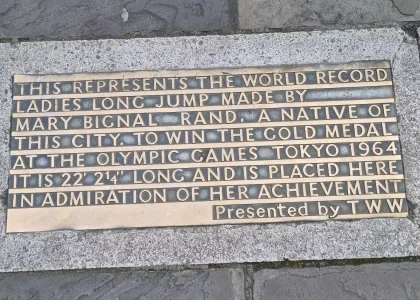 THIS REPRESENTS THE WORLD RECORD
LADIES LONG JUMP MADE BY
MARY BIGNAL - RAND, A NATIVE OF
THIS CITY, TO WIN THE GOLD MEDAL
AT THE OLYMPIC GAMES TOKYO 1964
IT IS 22' 2¼" LONG AND IS PLACED HERE
IN ADMIRATION OF HER ACHIEVEMENT
Presented by T W W